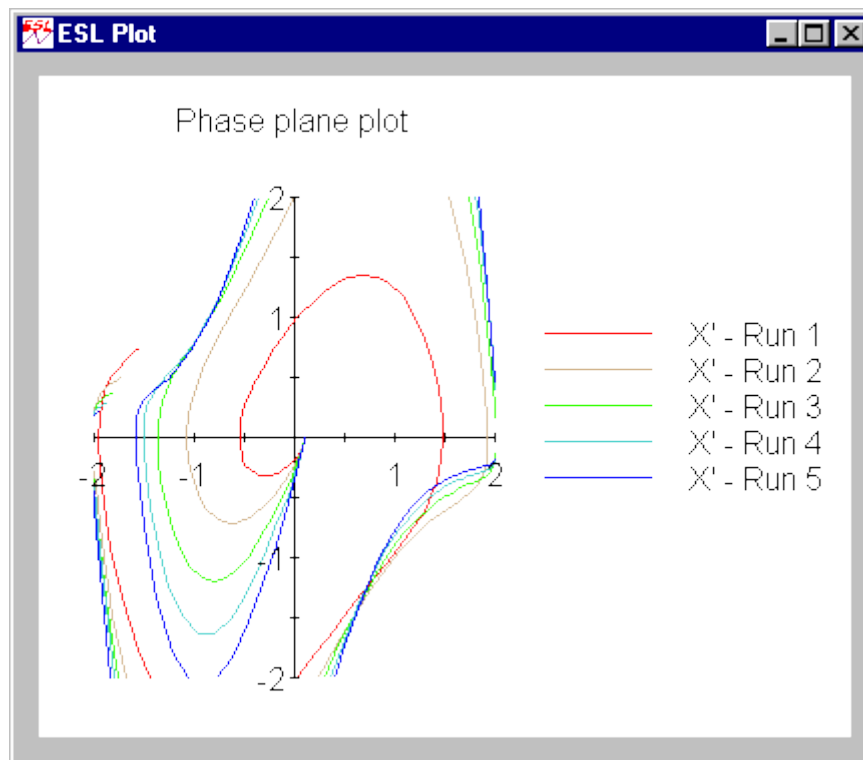 ESL ESL Plot
Phase plane plot
2
1
-2 -1 1 2
-1
-2
X' - Run 1
X' - Run 2
X' - Run 3
X' - Run 4
X' - Run 5